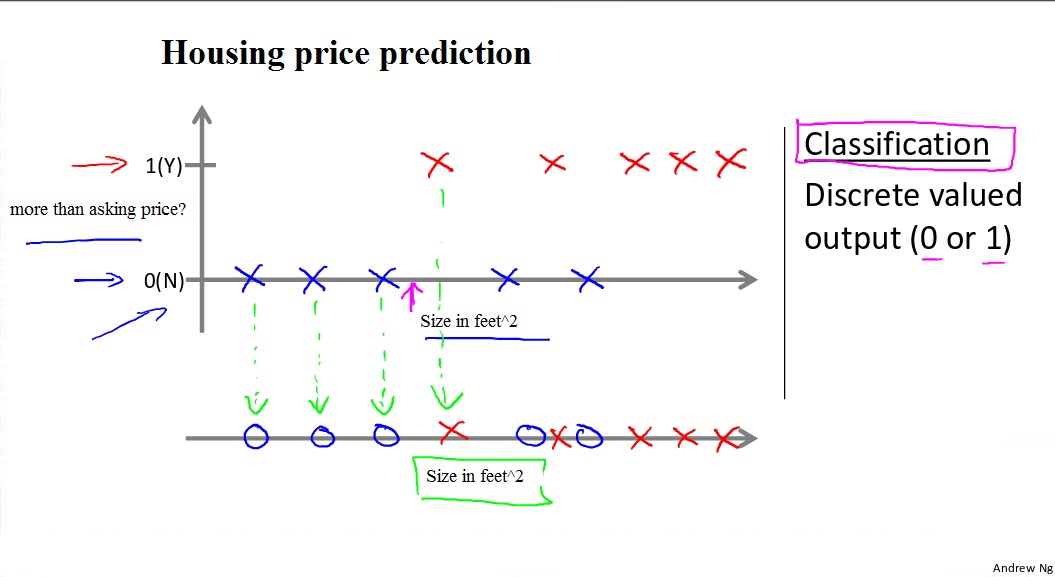 Housing price prediction
1(Y)
more than asking price?
0(N)
Size in feet^2
Size in feet^2
Classification
Discrete valued
output (0 or 1)
Andrew Ng